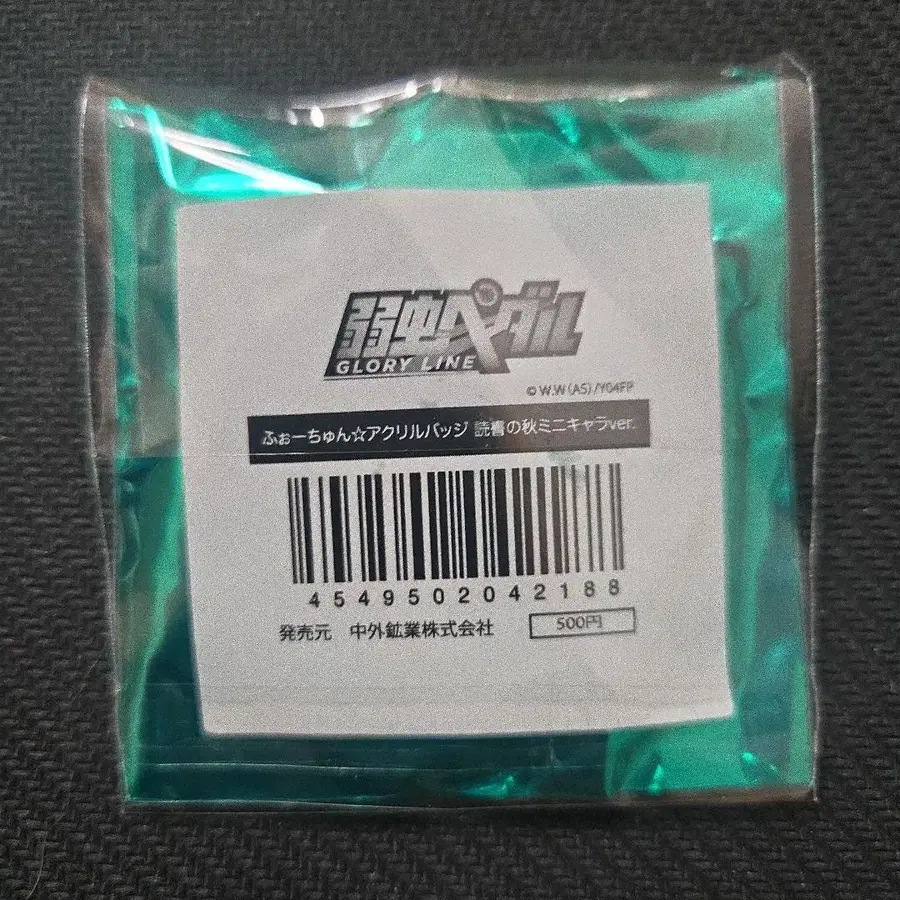 弱虫ペダル
GLORY LINE
© W.W(AS)/Y04FP
ふぉーちゅん☆アクリルバッジ 読書の秋ミニキャラver.
4549502042188
発売元 中外鉱業株式会社 500円